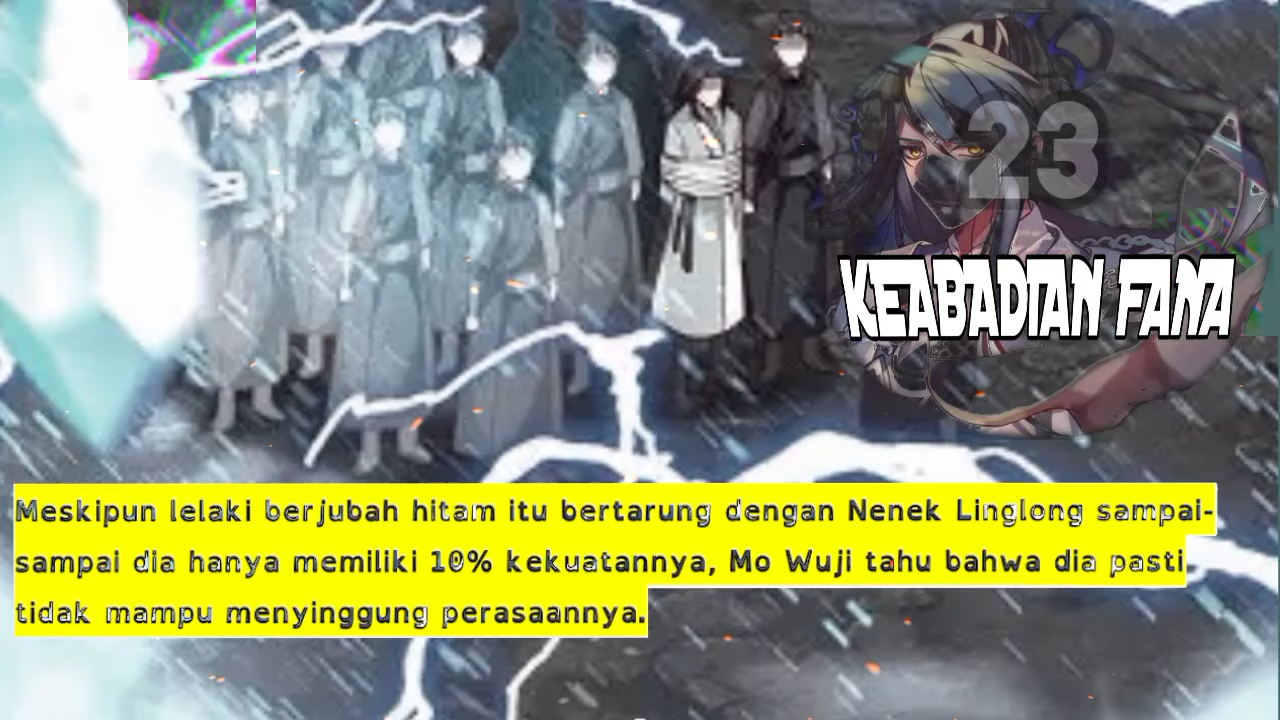 23
KEABADIAN FANA
Meskipun lelaki berjubah hitam itu bertarung dengan Nenek Linglong sampai-
sampai dia hanya memiliki 10% kekuatannya, Mo Wuji tahu bahwa dia pasti
tidak mampu menyinggung perasaannya.